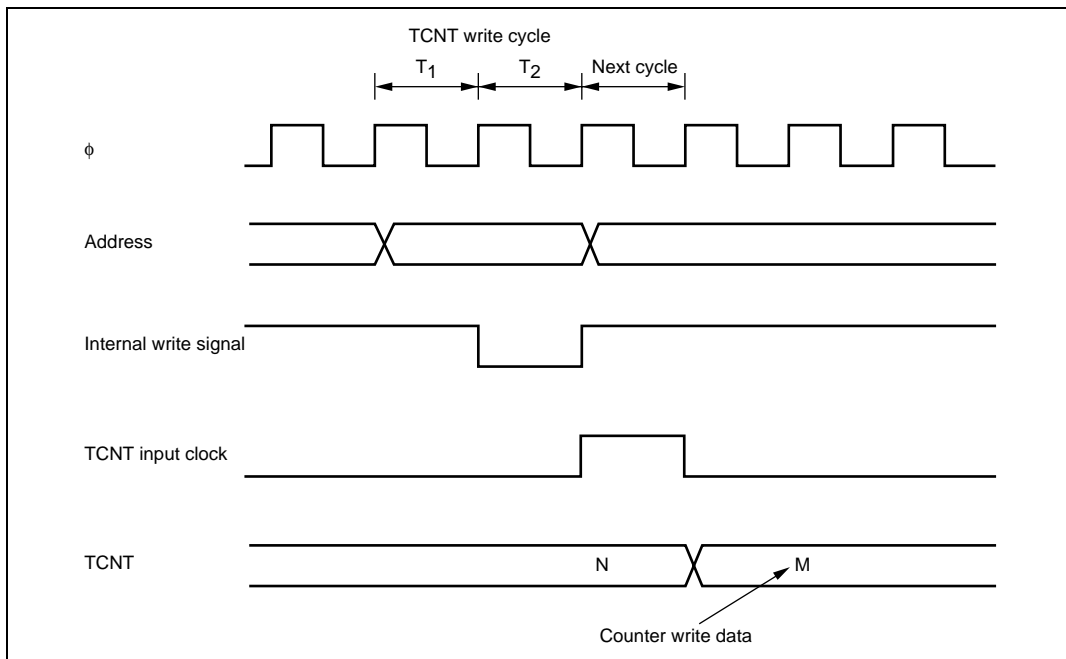 TCNT write cycle
T1 T2 Next cycle
ϕ
Address
Internal write signal
TCNT input clock
TCNT N M
Counter write data